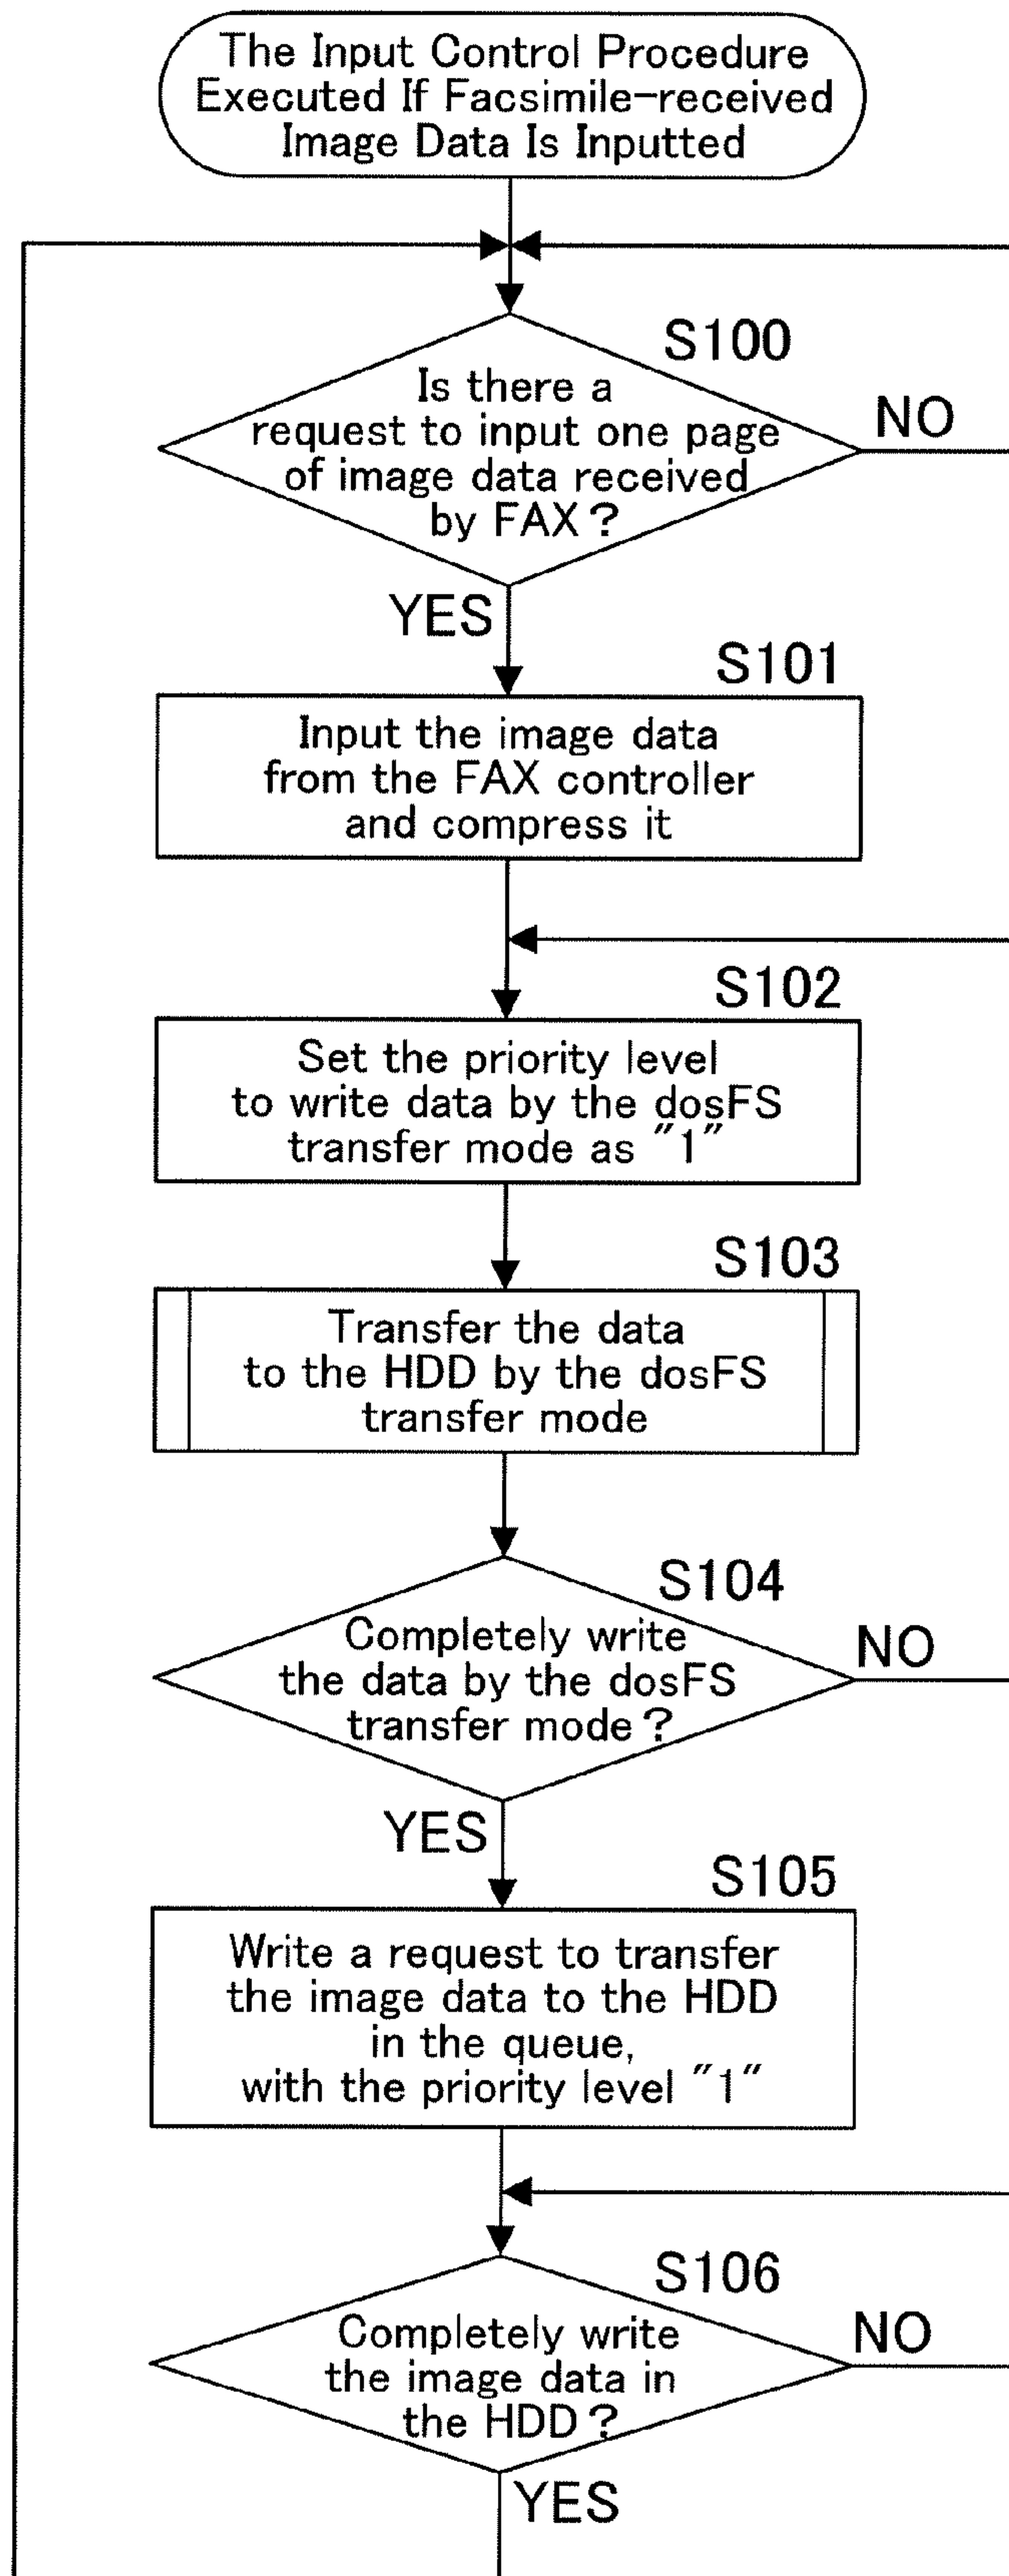 The Input Control Procedure
Executed If Facsimile-received
Image Data Is Inputted
S100
Is there a
request to input one page
of image data received
by FAX?
NO
YES
S101
Input the image data
from the FAX controller
and compress it
S102
Set the priority level
to write data by the dosFS
transfer mode as "1"
S103
Transfer the data
to the HDD by the dosFS
transfer mode
S104
Completely write
the data by the dosFS
transfer mode?
NO
YES
S105
Write a request to transfer
the image data to the HDD
in the queue,
with the priority level "1"
S106
Completely write
the image data in
the HDD?
NO
YES